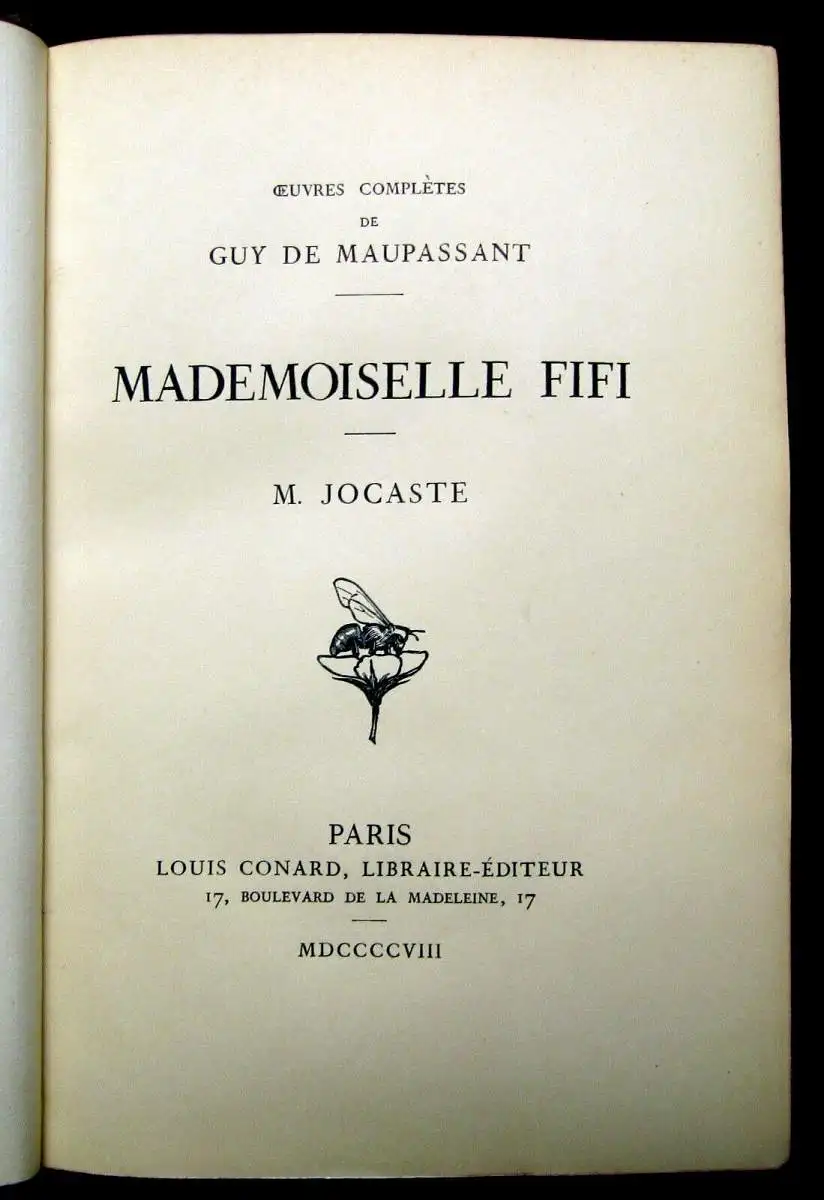 ŒUVRES COMPLÈTES
DE
GUY DE MAUPASSANT
MADEMOISELLE FIFI
M. JOCASTE
PARIS
LOUIS CONARD, LIBRAIRE-ÉDITEUR
17, BOULEVARD DE LA MADELEINE, 17
MDCCCCVIII